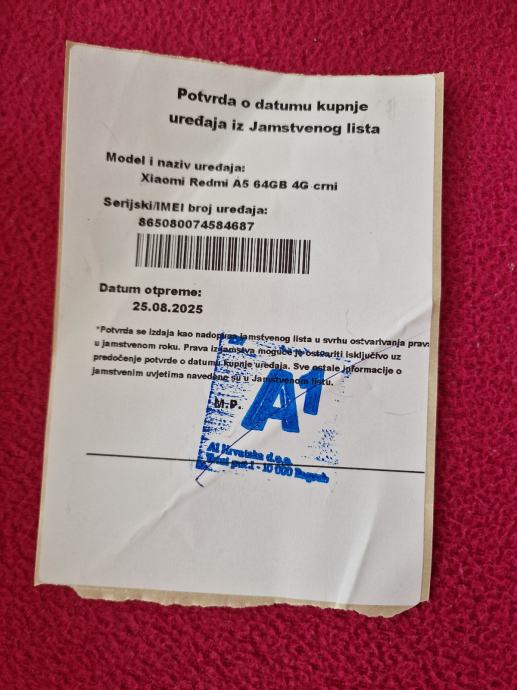 Potvrda o datumu kupnje
uređaja iz Jamstvenog lista
Model i naziv uređaja:
Xiaomi Redmi A5 64GB 4G crni
Serijski/IMEI broj uređaja:
865080074584687
Datum otpreme:
25.08.2025
*Potvrda se izdaja kao nadopuna jamstvenog lista u svrhu ostvarivanja prava
u jamstvenom roku. Prava iz jamstva moguće je ostvariti isključivo uz
predočenje potvrde o datumu kupnje uređaja. Sve ostale informacije o
jamstvenim uvjetima navedene su u Jamstvenom listu.
A1
M.P.
A1 Hrvatska d.o.o.
put 1 - 10 000 Zagreb